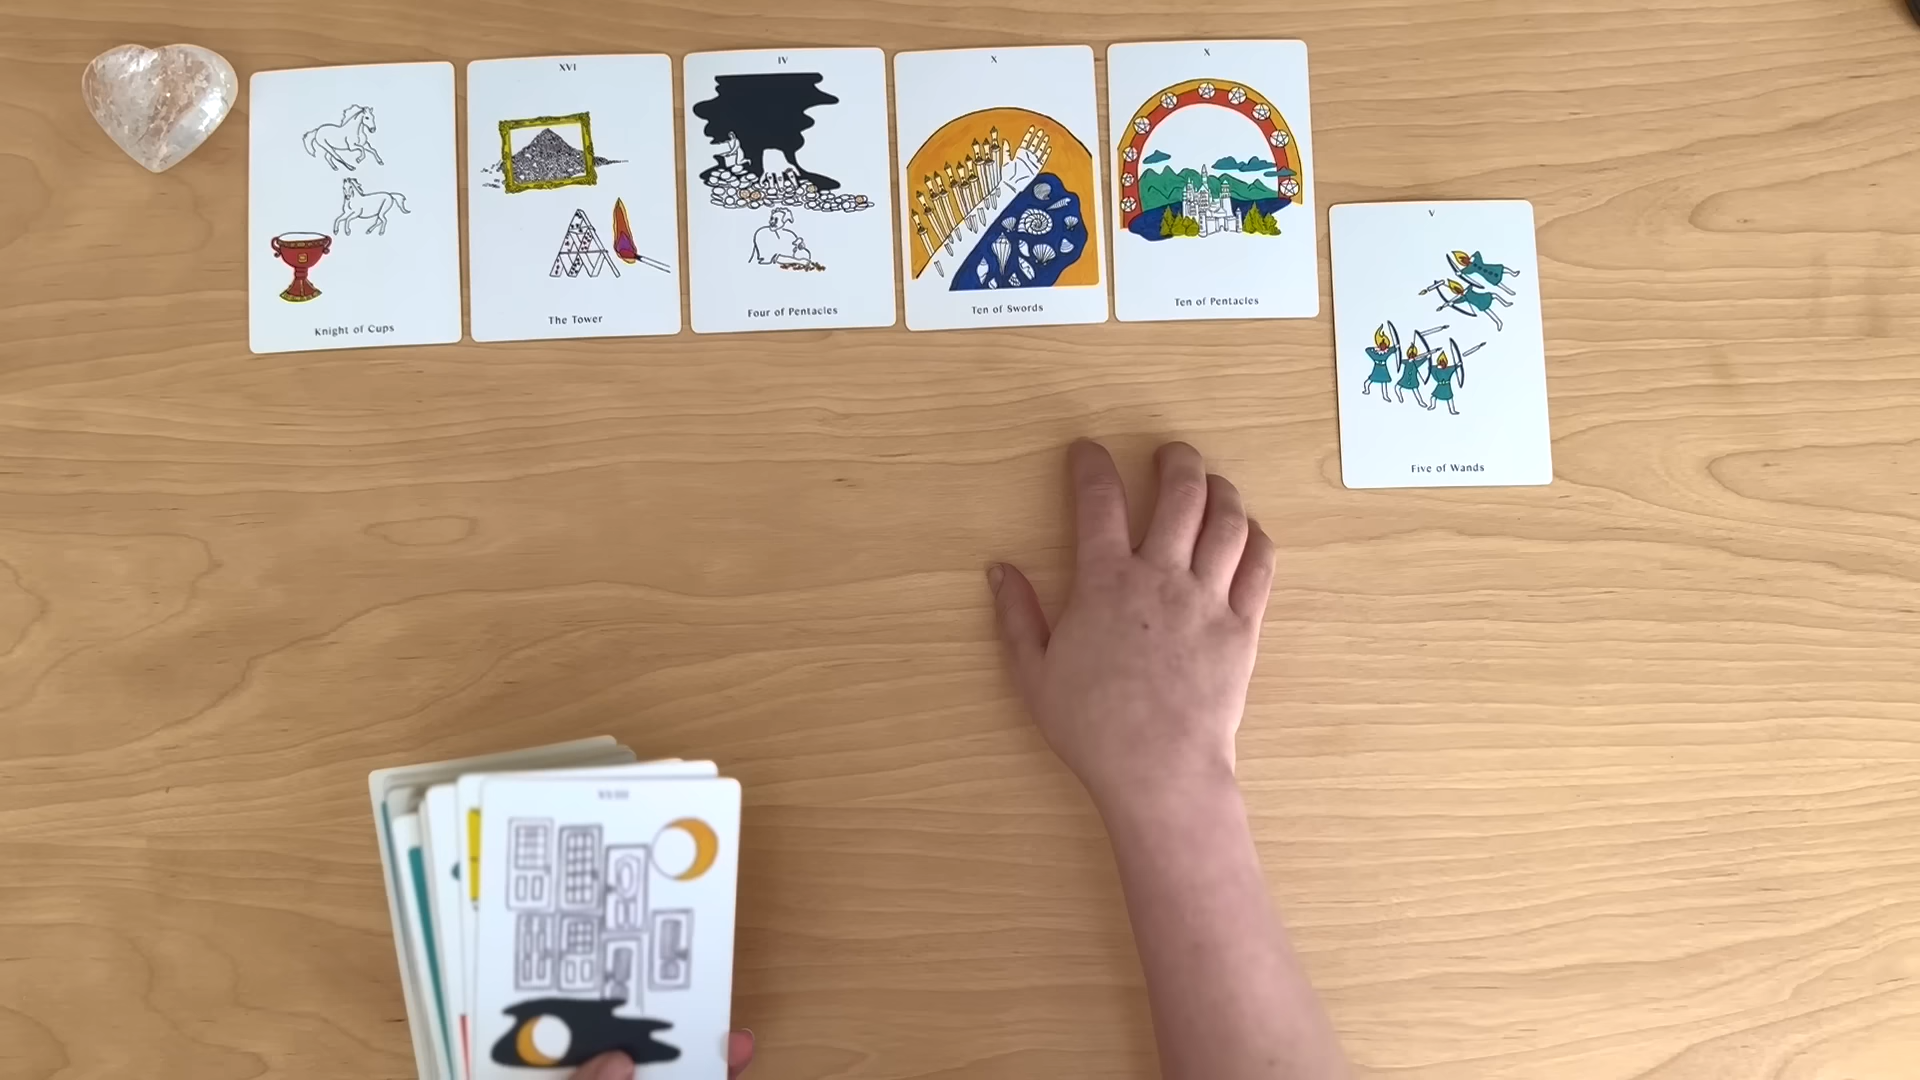 Knight of Cups
XVI
The Tower
IV
Four of Pentacles
X
Ten of Swords
X
Ten of Pentacles
V
Five of Wands
XVIII